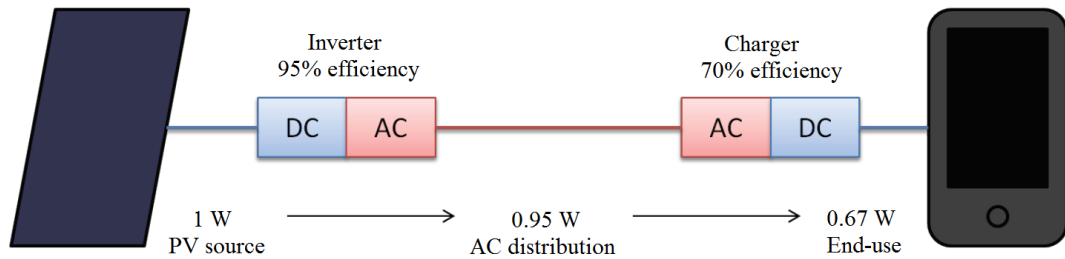 Inverter
95% efficiency
Charger
70% efficiency
DC
AC
AC
DC
1 W
PV source
0.95 W
AC distribution
0.67 W
End-use